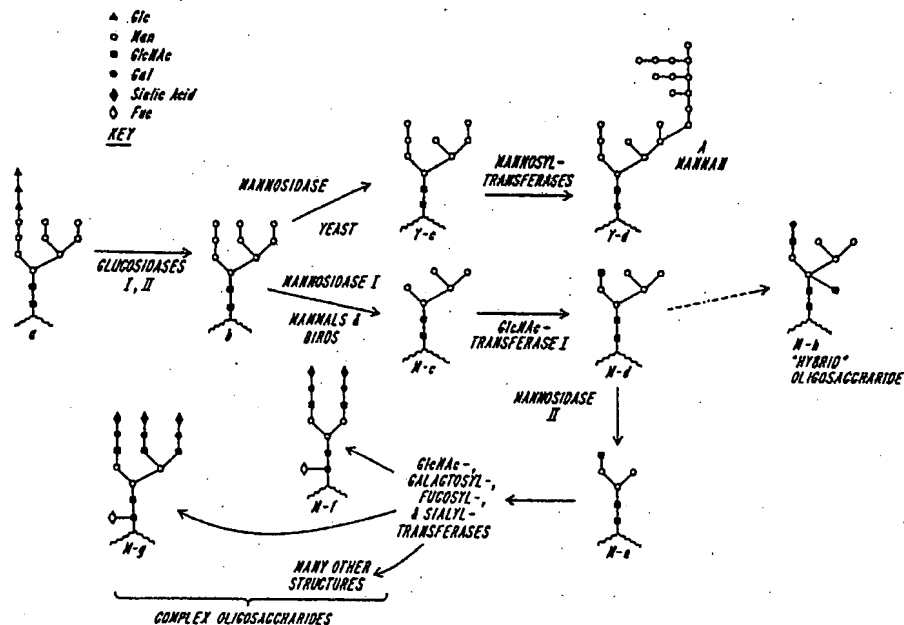 Glc
Man
GlcNAc
Gal
Sialic Acid
Fuc
KEY
A
MANNAN
MANNOSIDASE
YEAST
MANNOSYL-
TRANSFERASES
Y-c
Y-d
GLUCOSIDASES
I, II
a
b
MANNOSIDASE I
MAMMALS &
BIRDS
M-c
GlcNAc-
TRANSFERASE I
M-d
M-h
"HYBRID"
OLIGOSACCHARIDE
MANNOSIDASE
II
M-e
GlcNAc-,
GALACTOSYL-,
FUCOSYL-,
& SIALYL-
TRANSFERASES
M-f
M-g
MANY OTHER
STRUCTURES
COMPLEX OLIGOSACCHARIDES